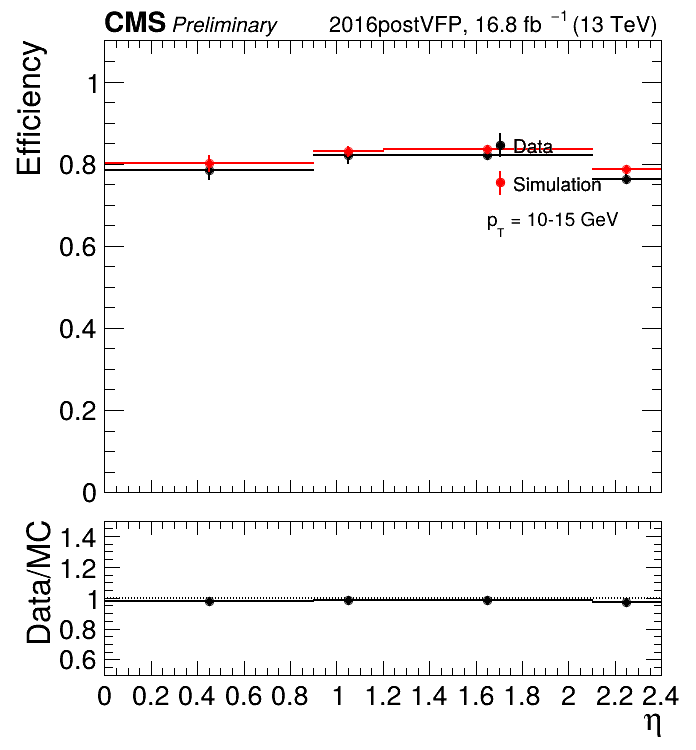 CMS Preliminary 2016postVFP, 16.8 fb⁻¹ (13 TeV)
Efficiency
1
0.8
0.6
0.4
0.2
0
Data
Simulation
p_T = 10-15 GeV
Data/MC
1.4
1.2
1
0.8
0.6
0 0.2 0.4 0.6 0.8 1 1.2 1.4 1.6 1.8 2 2.2 2.4
η